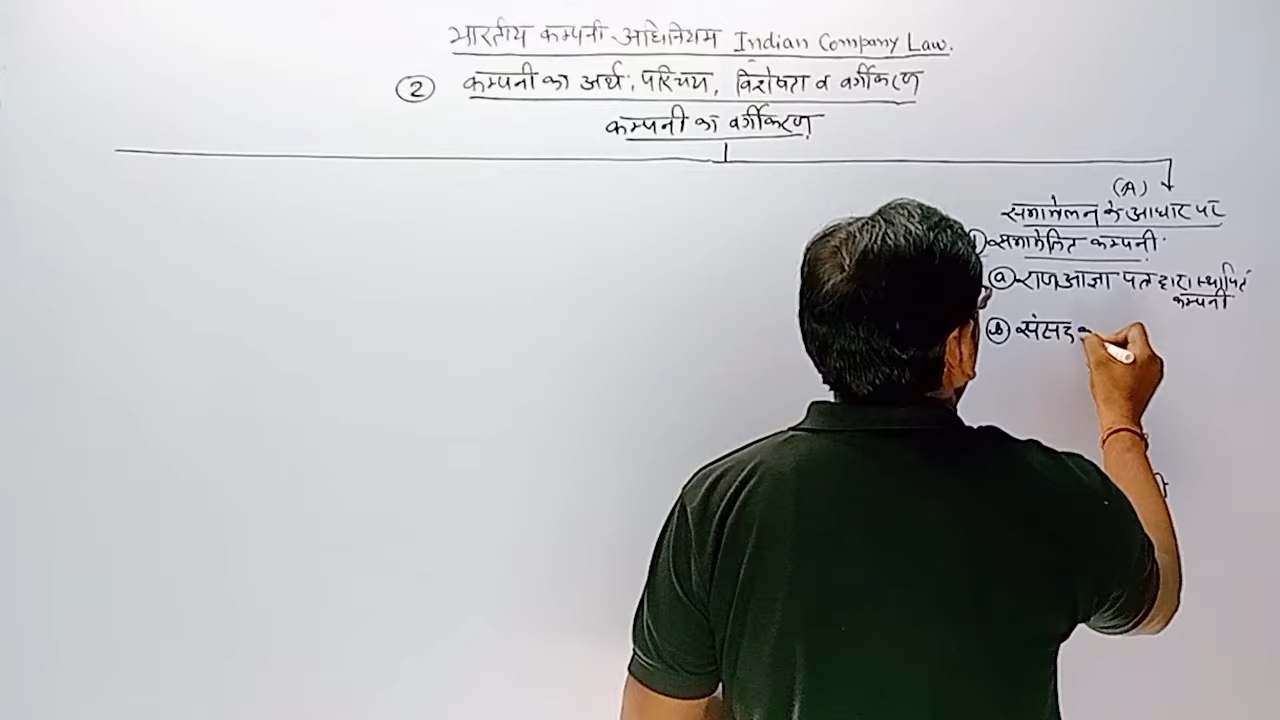 भारतीय कम्पनी अधिनियम Indian Company Law.
② कम्पनी का अर्थ, परिचय, विशेषता व वर्गीकरण
कम्पनी का वर्गीकरण
(A)
समामेलन के आधार पर
समामेलित कम्पनी
ⓐ राजआज्ञा पत्र द्वारा स्थापित
कम्पनी
ⓑ संसद